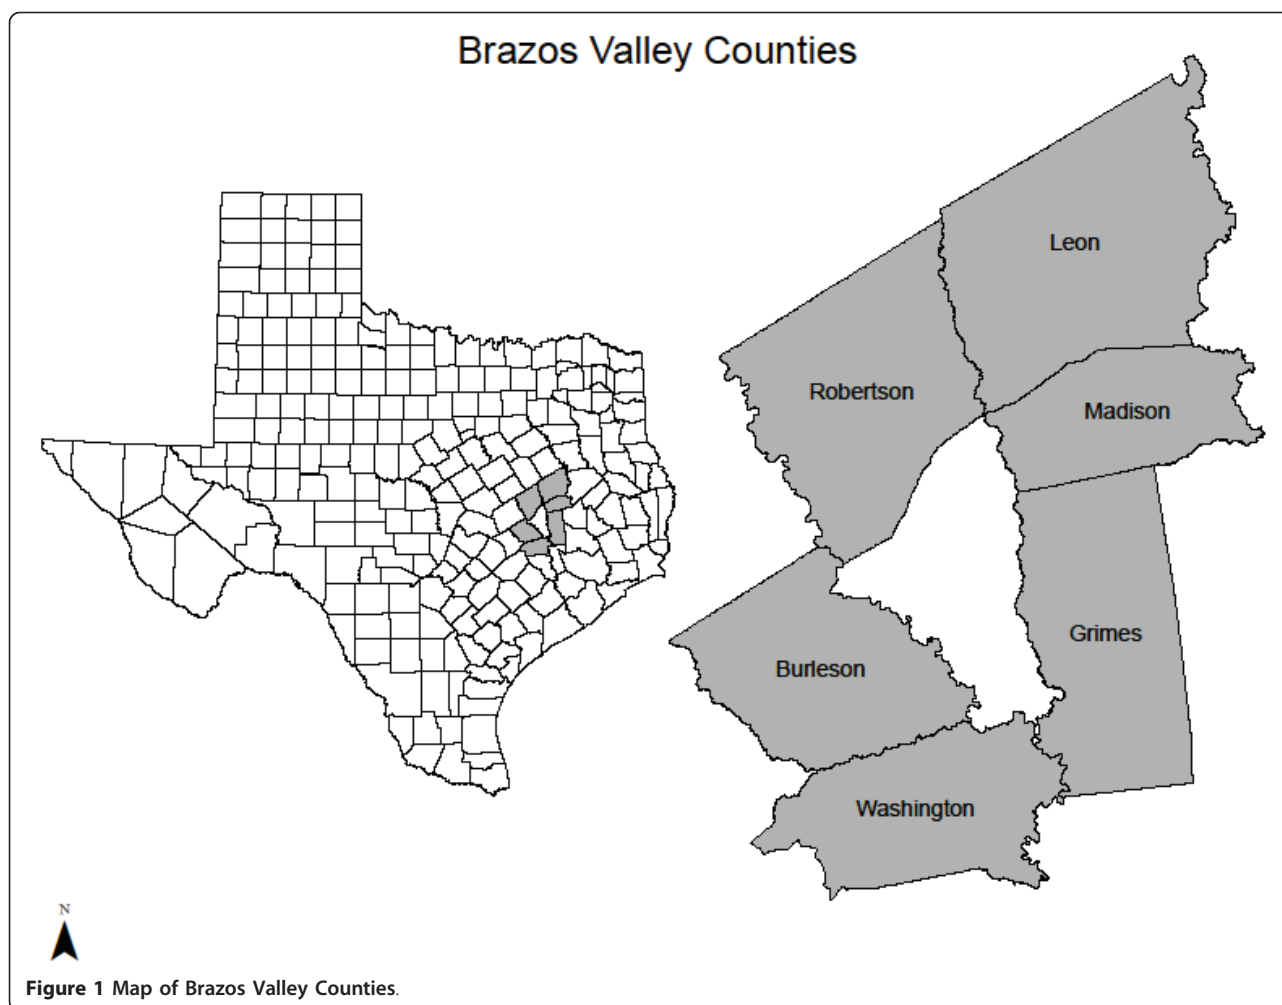 Brazos Valley Counties
Leon
Robertson
Madison
Grimes
Burleson
Washington
N
Figure 1 Map of Brazos Valley Counties.